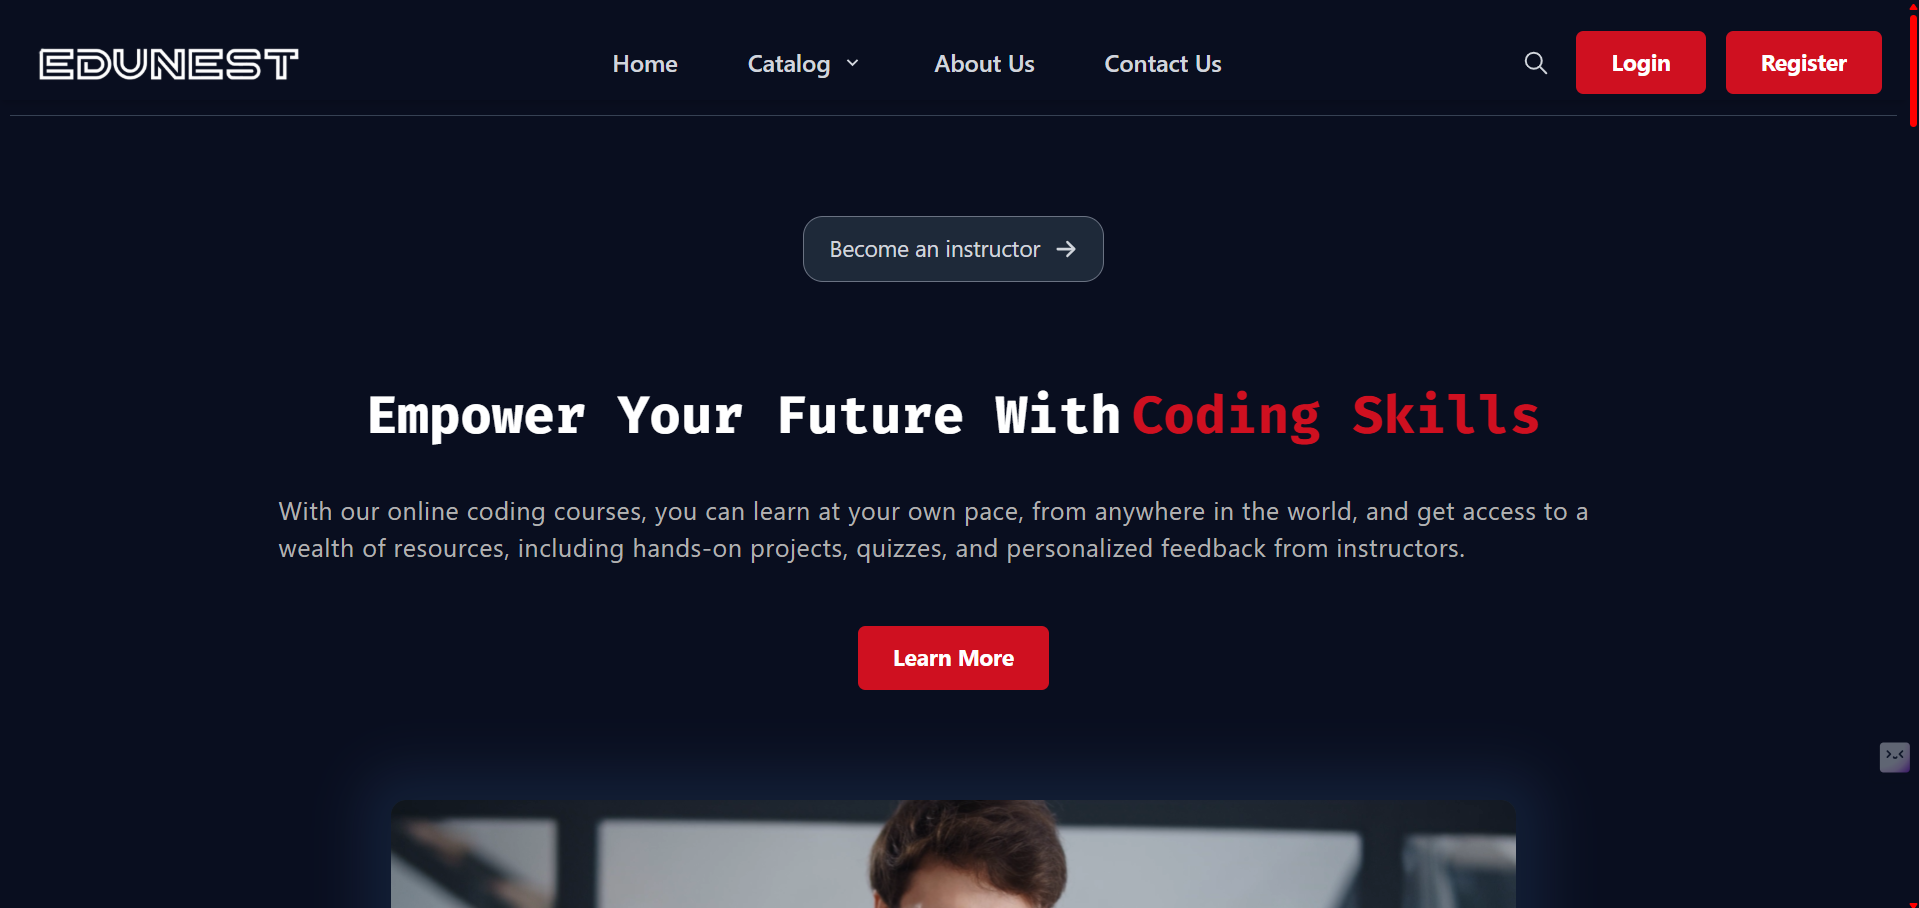 EDUNEST
Home
Catalog
About Us
Contact Us
Login
Register
Become an instructor
Empower Your Future With Coding Skills
With our online coding courses, you can learn at your own pace, from anywhere in the world, and get access to a
wealth of resources, including hands-on projects, quizzes, and personalized feedback from instructors.
Learn More